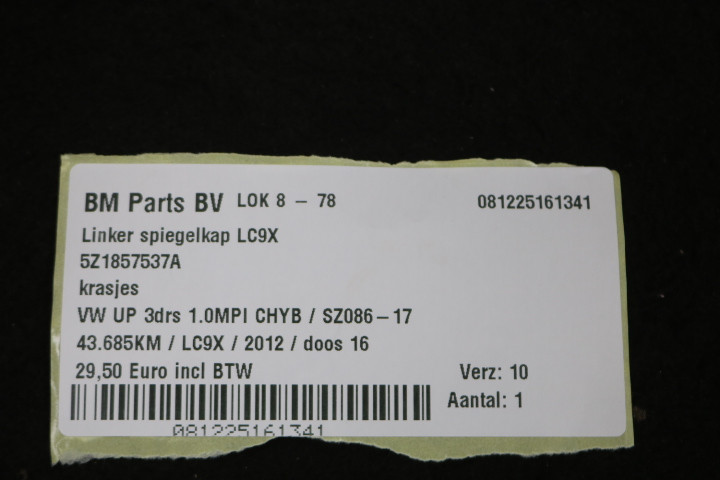 BM Parts BV LOK 8 - 78 081225161341
Linker spiegelkap LC9X
5Z1857537A
krasjes
VW UP 3drs 1.0MPI CHYB / SZ086-17
43.685KM / LC9X / 2012 / doos 16
29,50 Euro incl BTW Verz: 10
Aantal: 1
081225161341